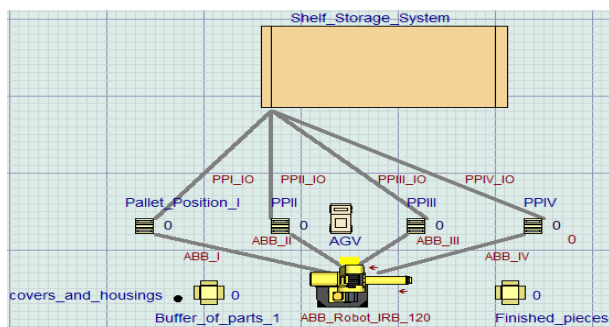 Shelf_Storage_System
PPI_IO PPII_IO PPIII_IO PPIV_IO
Pallet_Position_I PPII PPIII PPIV
0 0 0 0
AGV
0
ABB_I ABB_II ABB_III ABB_IV
covers_and_housings 0 0
Buffer_of_parts_1 ABB_Robot_IRB_120 Finished_pieces